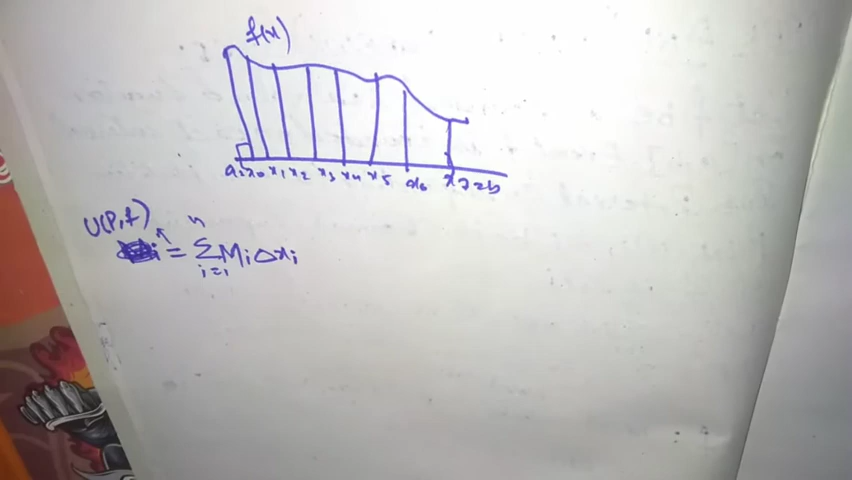 f(x)
a=x₀ x₁ x₂ x₃ x₄ x₅ x₆ x₇=b
U(P,f)
= n∑i=1 Mᵢ Δxᵢ